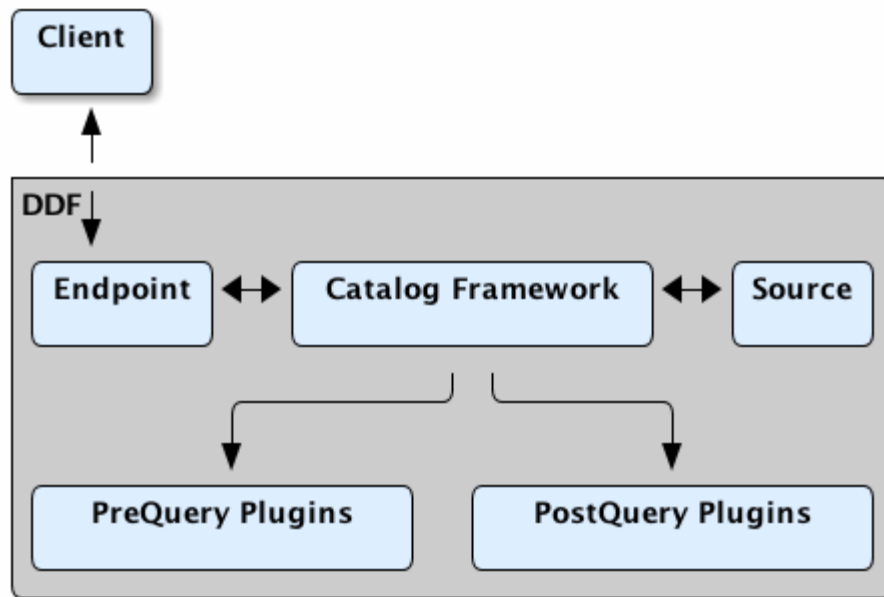 Client
DDF
Endpoint
Catalog Framework
Source
PreQuery Plugins
PostQuery Plugins